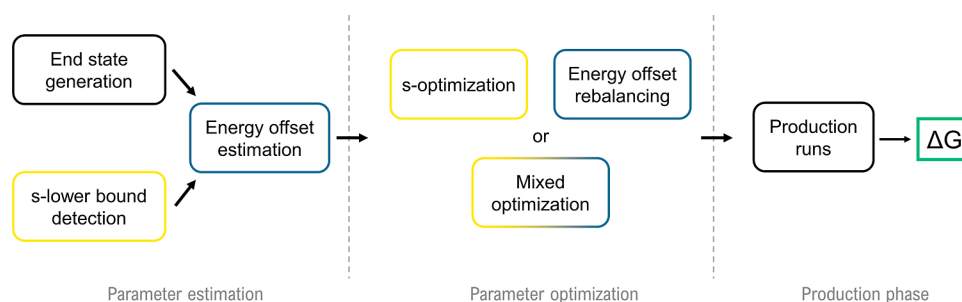 End state
generation
s-lower bound
detection
Energy offset
estimation
s-optimization
Energy offset
rebalancing
or
Mixed
optimization
Production
runs
ΔG
Parameter estimation
Parameter optimization
Production phase